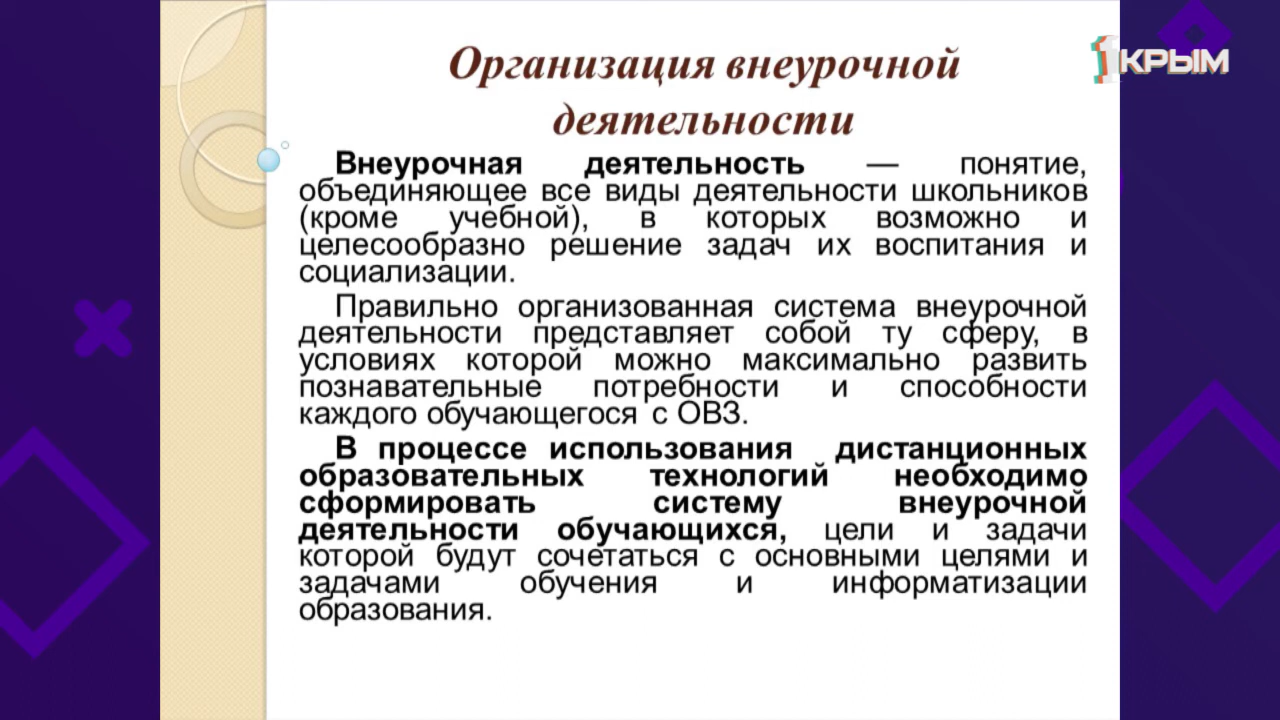 Организация внеурочной
деятельности
1КРЫМ
Внеурочная деятельность — понятие,
объединяющее все виды деятельности школьников
(кроме учебной), в которых возможно и
целесообразно решение задач их воспитания и
социализации.
Правильно организованная система внеурочной
деятельности представляет собой ту сферу, в
условиях которой можно максимально развить
познавательные потребности и способности
каждого обучающегося с ОВЗ.
В процессе использования дистанционных
образовательных технологий необходимо
сформировать систему внеурочной
деятельности обучающихся, цели и задачи
которой будут сочетаться с основными целями и
задачами обучения и информатизации
образования.